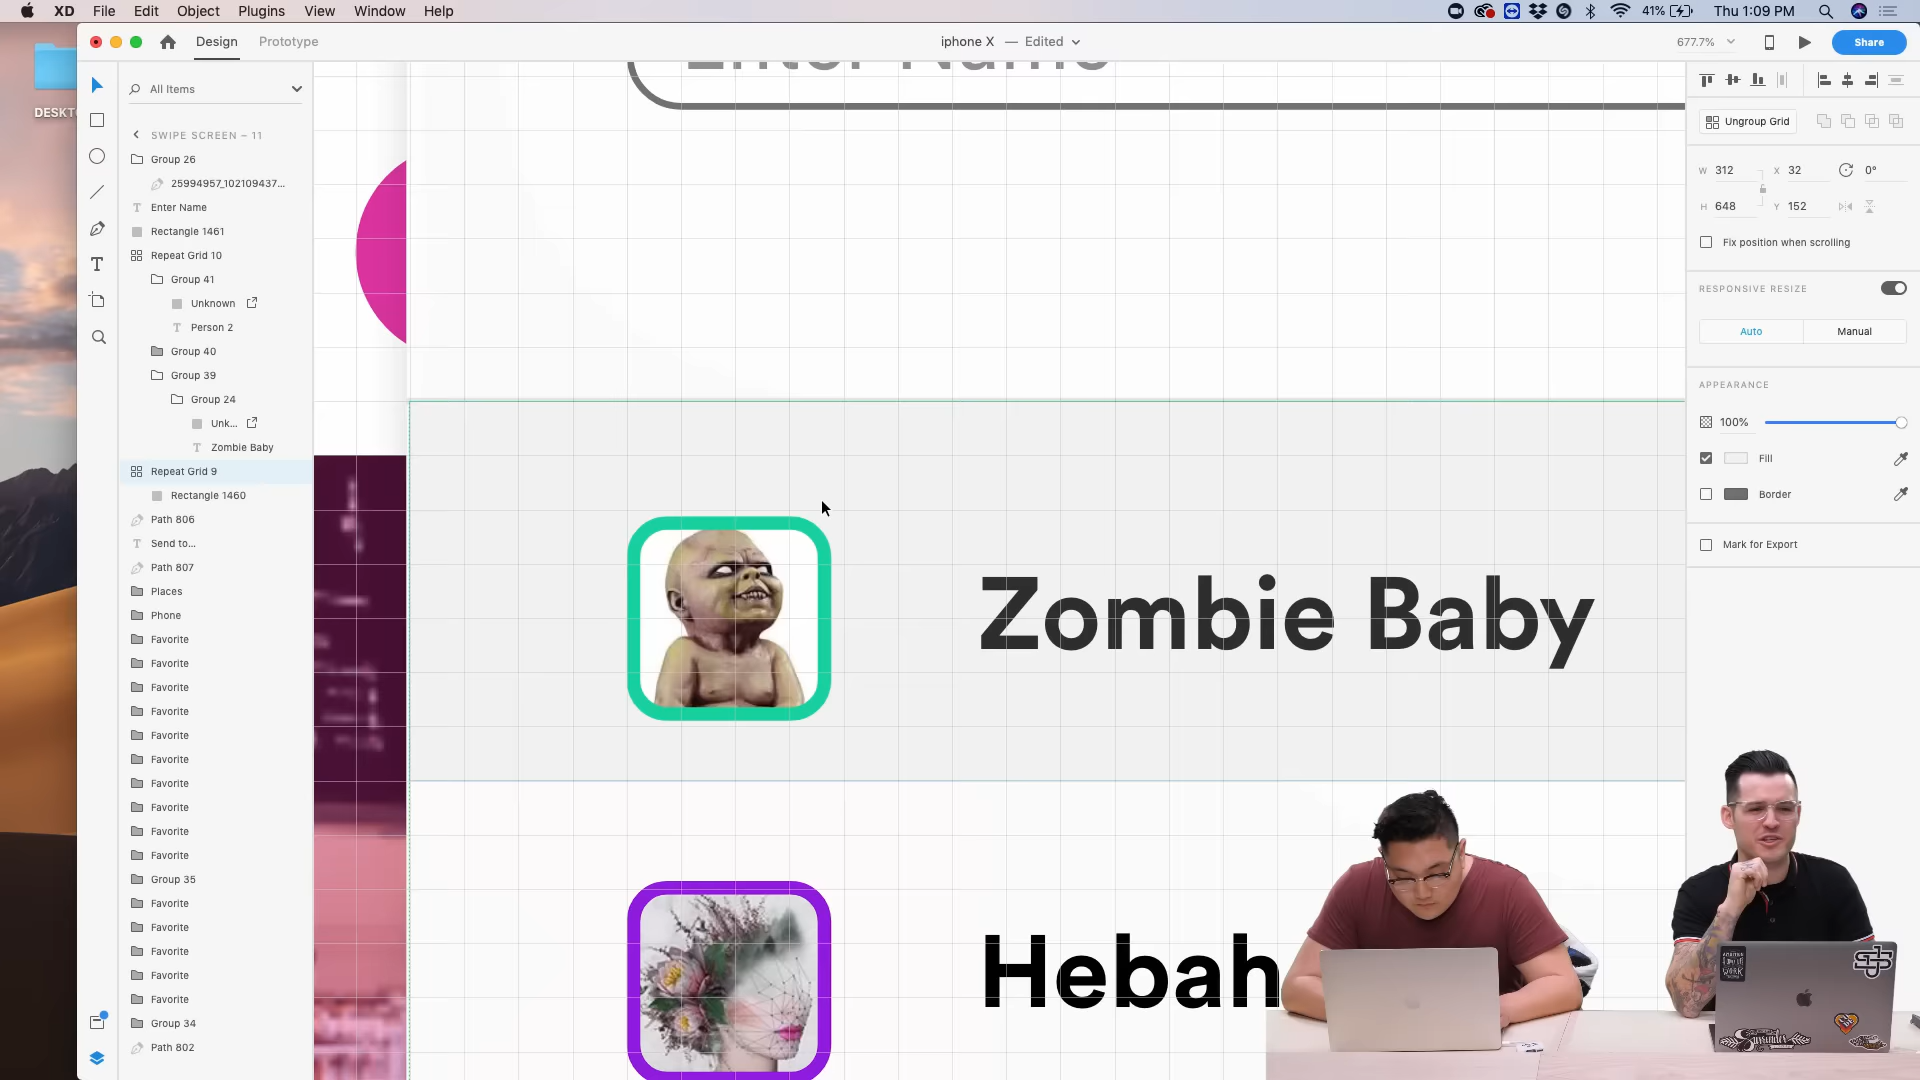 XD File Edit Object Plugins View Window Help
41% Thu 1:09 PM
DESKTO
Design Prototype
iphone X — Edited
677.7%
Share
All Items
SWIPE SCREEN – 11
Group 26
25994957_102109437...
Enter Name
Rectangle 1461
Repeat Grid 10
Group 41
Unknown
Person 2
Group 40
Group 39
Group 24
Unk...
Zombie Baby
Repeat Grid 9
Rectangle 1460
Path 806
Send to...
Path 807
Places
Phone
Favorite
Favorite
Favorite
Favorite
Favorite
Favorite
Favorite
Favorite
Favorite
Favorite
Group 35
Favorite
Favorite
Favorite
Favorite
Favorite
Group 34
Path 802
Enter Name
Zombie Baby
Hebah
Ungroup Grid
W 312 X 32 0°
H 648 Y 152
Fix position when scrolling
RESPONSIVE RESIZE
Auto Manual
APPEARANCE
100%
Fill
Border
Mark for Export